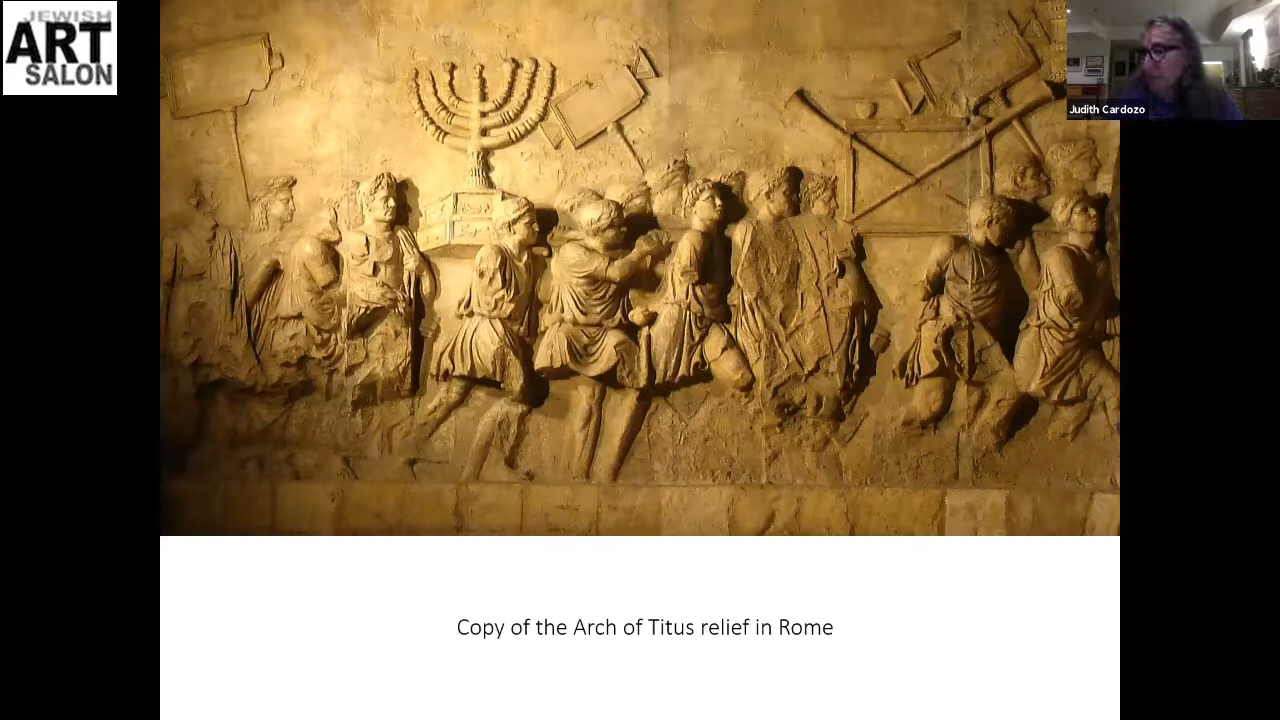 JEWISH
ART
SALON
Judith Cardozo
Copy of the Arch of Titus relief in Rome